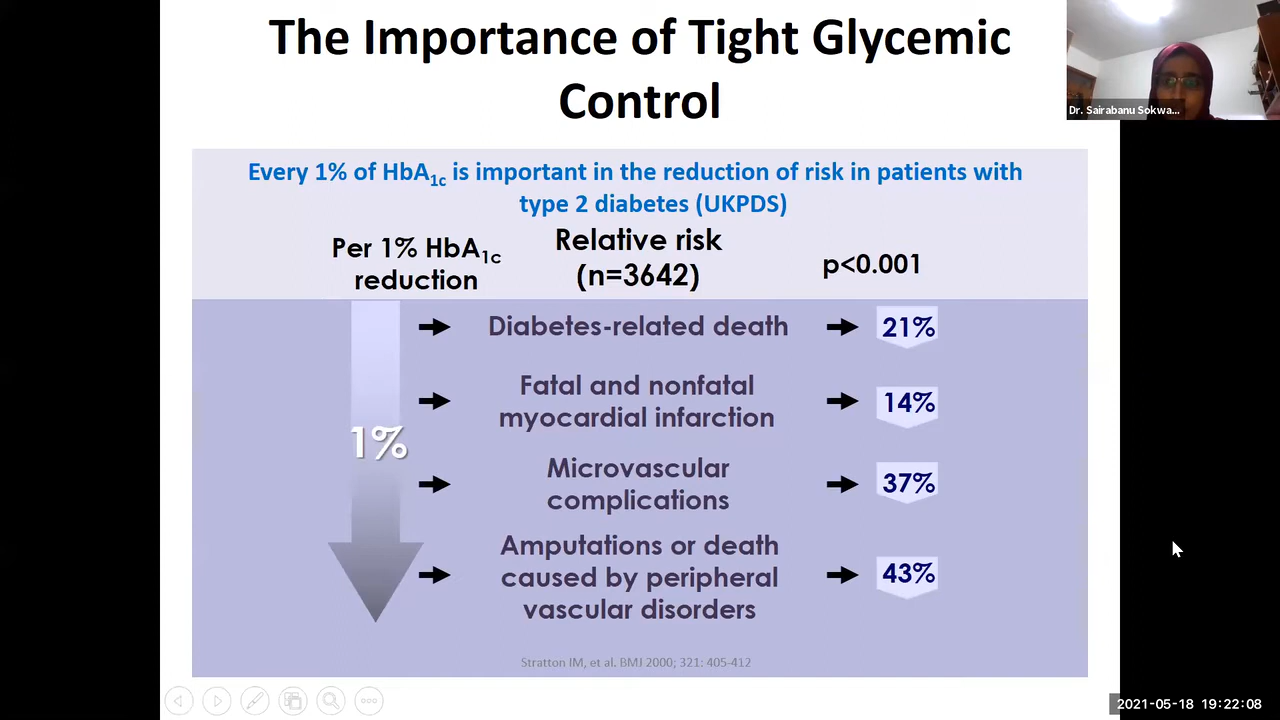 The Importance of Tight Glycemic
Control
Dr. Sairabanu Sokwa...
Every 1% of HbA1c is important in the reduction of risk in patients with
type 2 diabetes (UKPDS)
Per 1% HbA1c
reduction
Relative risk
(n=3642)
p<0.001
1%
Diabetes-related death
21%
Fatal and nonfatal
myocardial infarction
14%
Microvascular
complications
37%
Amputations or death
caused by peripheral
vascular disorders
43%
Stratton IM, et al. BMJ 2000; 321: 405-412
2021-05-18 19:22:08